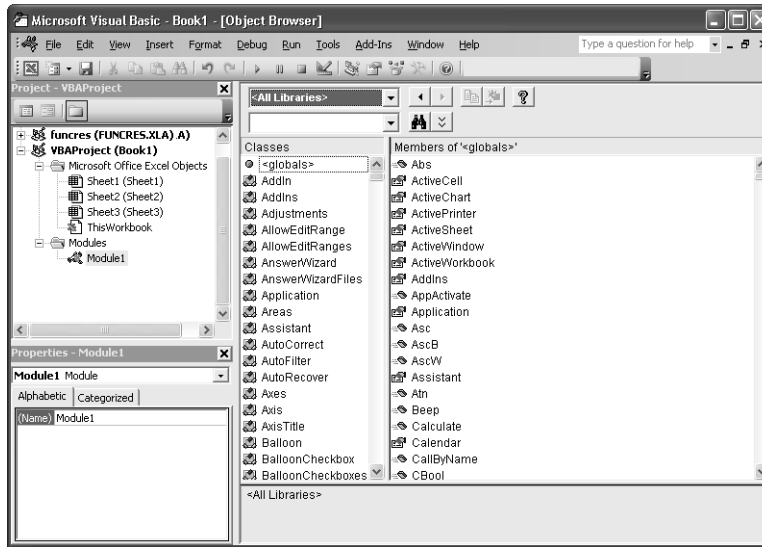 Microsoft Visual Basic - Book1 - [Object Browser]
File Edit View Insert Format Debug Run Tools Add-Ins Window Help Type a question for help
Project - VBAProject
funcres (FUNCRES.XLA) A)
VBAProject (Book1)
Microsoft Office Excel Objects
Sheet1 (Sheet1)
Sheet2 (Sheet2)
Sheet3 (Sheet3)
ThisWorkbook
Modules
Module1
Properties - Module1
Module1 Module
Alphabetic Categorized
(Name) Module1
<All Libraries>
Classes
<globals>
AddIn
AddIns
Adjustments
AllowEditRange
AllowEditRanges
AnswerWizard
AnswerWizardFiles
Application
Areas
Assistant
AutoCorrect
AutoFilter
AutoRecover
Axes
Axis
AxisTitle
Balloon
BalloonCheckbox
BalloonCheckboxes
Members of '<globals>'
Abs
ActiveCell
ActiveChart
ActivePrinter
ActiveSheet
ActiveWindow
ActiveWorkbook
AddIns
AppActivate
Application
Asc
AscB
AscW
Assistant
Atn
Beep
Calculate
Calendar
CallByName
CBool
<All Libraries>